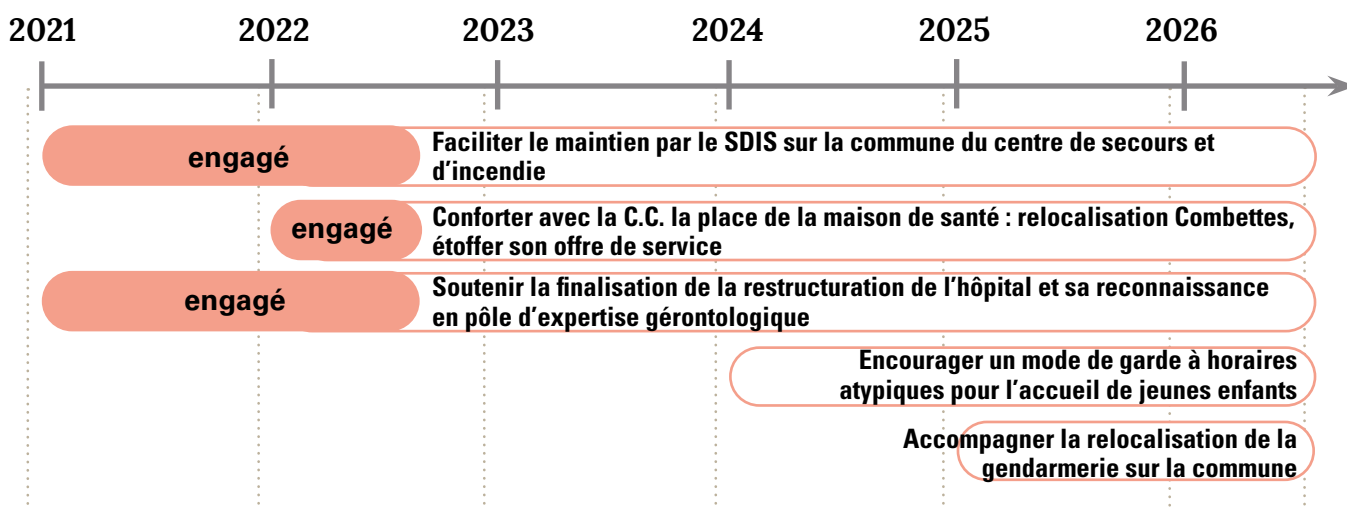 2021 2022 2023 2024 2025 2026
engagé
Faciliter le maintien par le SDIS sur la commune du centre de secours et
d’incendie
engagé
Conforter avec la C.C. la place de la maison de santé : relocalisation Combettes,
étoffer son offre de service
engagé
Soutenir la finalisation de la restructuration de l’hôpital et sa reconnaissance
en pôle d’expertise gérontologique
Encourager un mode de garde à horaires
atypiques pour l’accueil de jeunes enfants
Accompagner la relocalisation de la
gendarmerie sur la commune